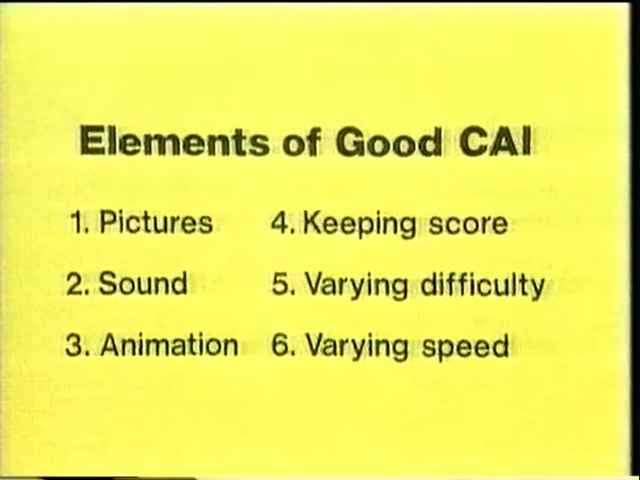 Elements of Good CAI
1. Pictures
2. Sound
3. Animation
4. Keeping score
5. Varying difficulty
6. Varying speed